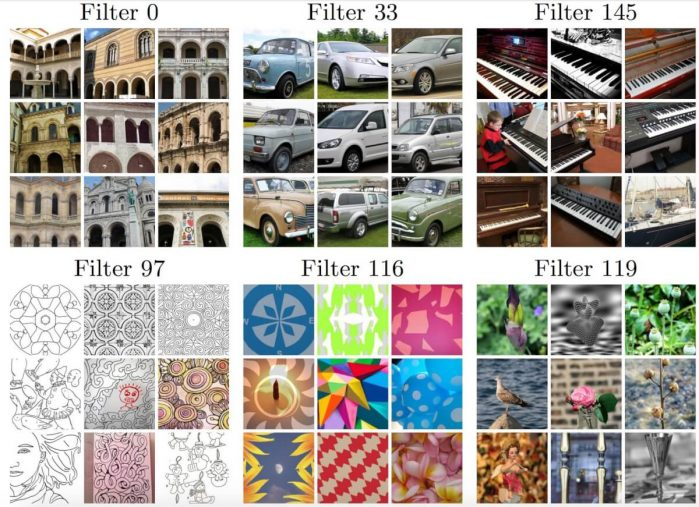 Filter 0
Filter 33
Filter 145
Filter 97
Filter 116
Filter 119
N
N
E
S